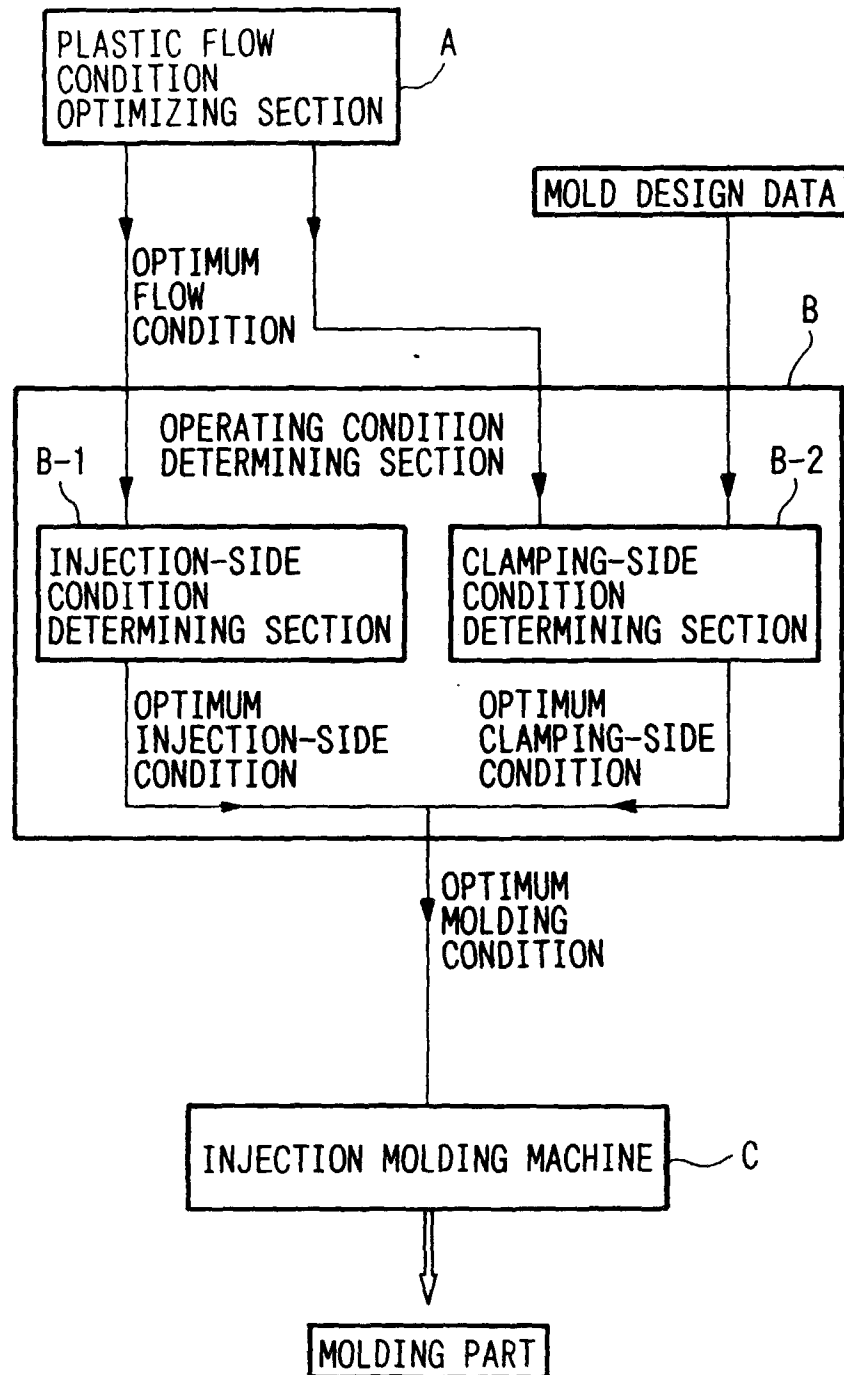 PLASTIC FLOW
CONDITION
OPTIMIZING SECTION
A
MOLD DESIGN DATA
OPTIMUM
FLOW
CONDITION
B
OPERATING CONDITION
DETERMINING SECTION
B-1
B-2
INJECTION-SIDE
CONDITION
DETERMINING SECTION
CLAMPING-SIDE
CONDITION
DETERMINING SECTION
OPTIMUM
INJECTION-SIDE
CONDITION
OPTIMUM
CLAMPING-SIDE
CONDITION
OPTIMUM
MOLDING
CONDITION
INJECTION MOLDING MACHINE
C
MOLDING PART